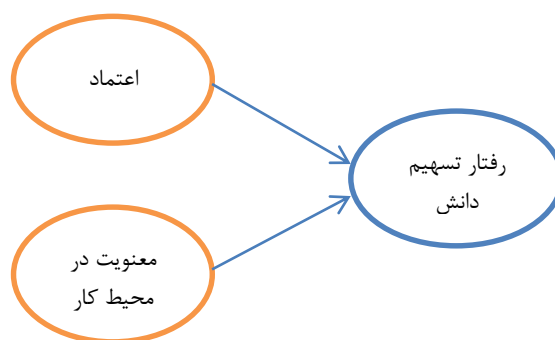 اعتماد
رفتار تسهیم
دانش
معنویت در
محیط کار